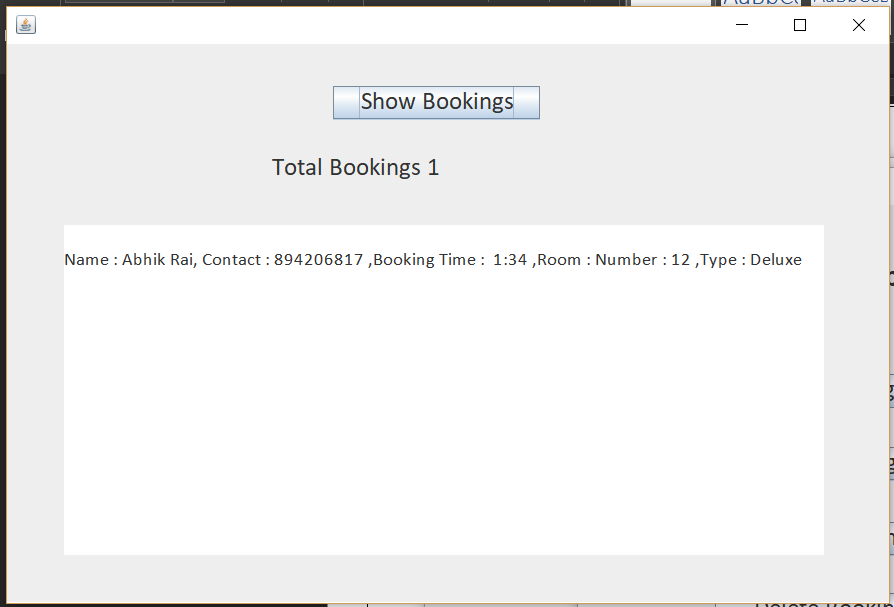 Show Bookings
Total Bookings 1
Name : Abhik Rai, Contact : 894206817 ,Booking Time :  1:34 ,Room : Number : 12 ,Type : Deluxe